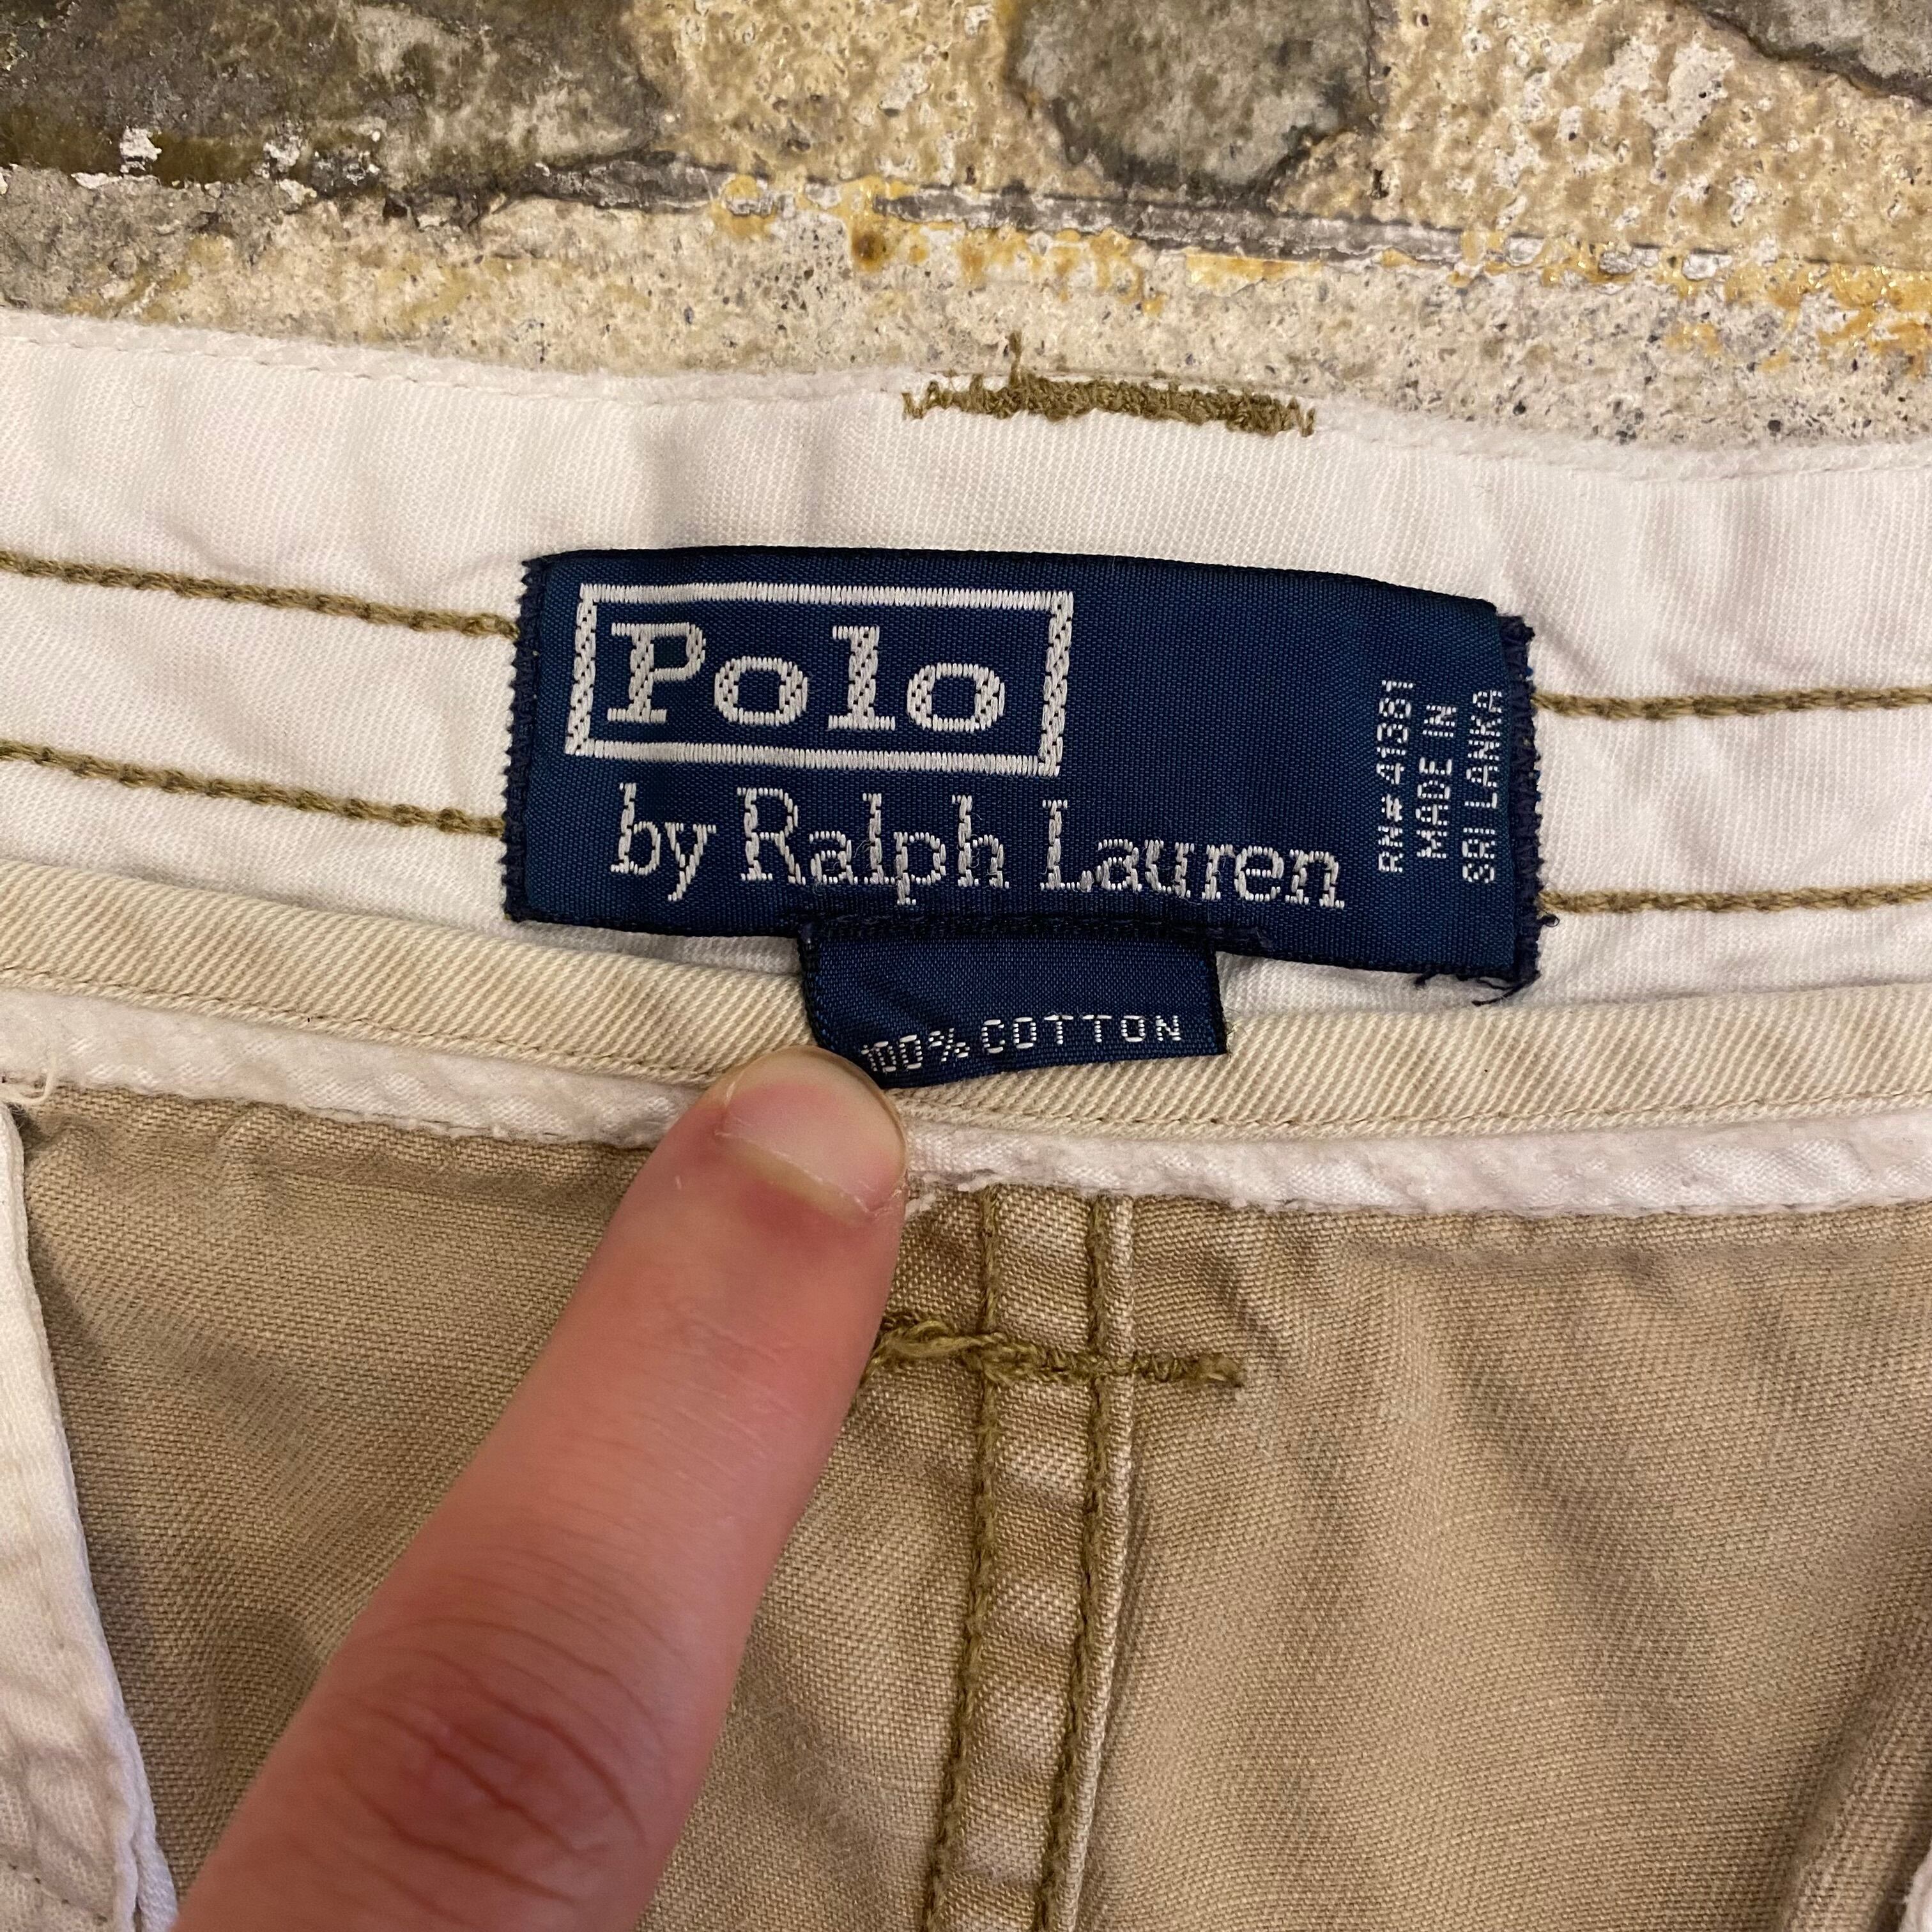 Polo
by Ralph Lauren
RN# 41381
MADE IN
SRI LANKA
100% COTTON